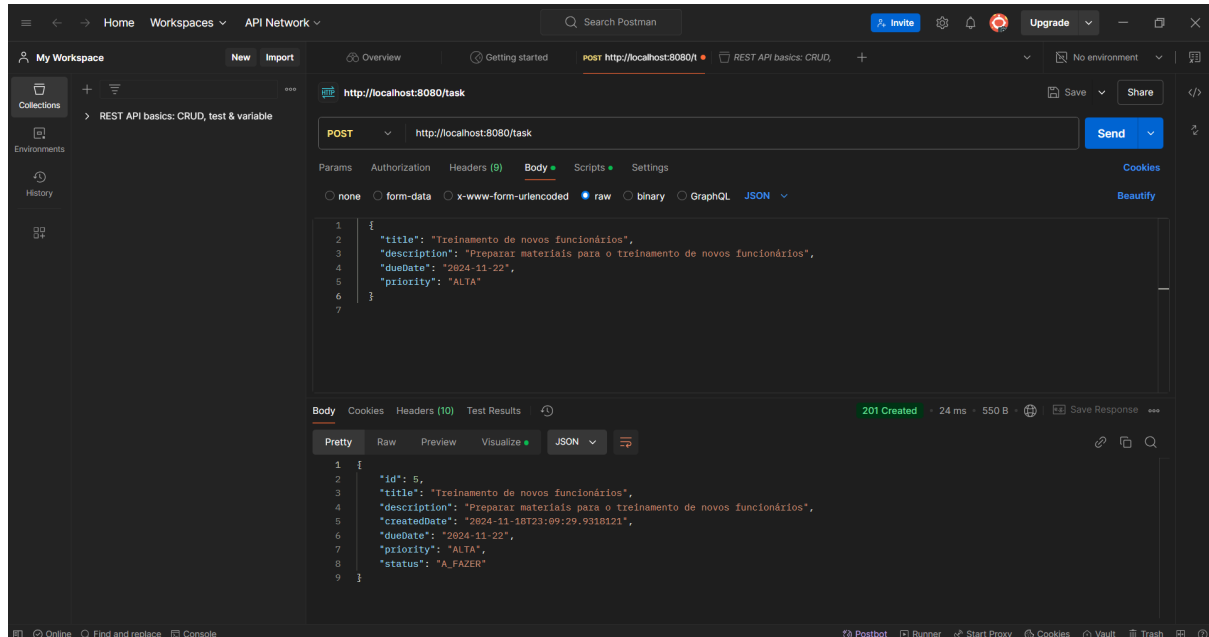 Home Workspaces API Network Search Postman Invite Upgrade
My Workspace New Import Overview Getting started POST http://localhost:8080/t REST API basics: CRUD, No environment
Collections
Environments
History
REST API basics: CRUD, test & variable
HTTP http://localhost:8080/task Save Share
POST http://localhost:8080/task Send
Params Authorization Headers (9) Body Scripts Settings Cookies
none form-data x-www-form-urlencoded raw binary GraphQL JSON Beautify
1 {
2 "title": "Treinamento de novos funcionários",
3 "description": "Preparar materiais para o treinamento de novos funcionários",
4 "dueDate": "2024-11-22",
5 "priority": "ALTA"
6 }
7
Body Cookies Headers (10) Test Results 201 Created 24 ms 550 B Save Response
Pretty Raw Preview Visualize JSON
1 {
2 "id": 5,
3 "title": "Treinamento de novos funcionários",
4 "description": "Preparar materiais para o treinamento de novos funcionários",
5 "createdDate": "2024-11-18T23:09:29.9318121",
6 "dueDate": "2024-11-22",
7 "priority": "ALTA",
8 "status": "A_FAZER"
9 }
Online Find and replace Console Postbot Runner Start Proxy Cookies Vault Trash